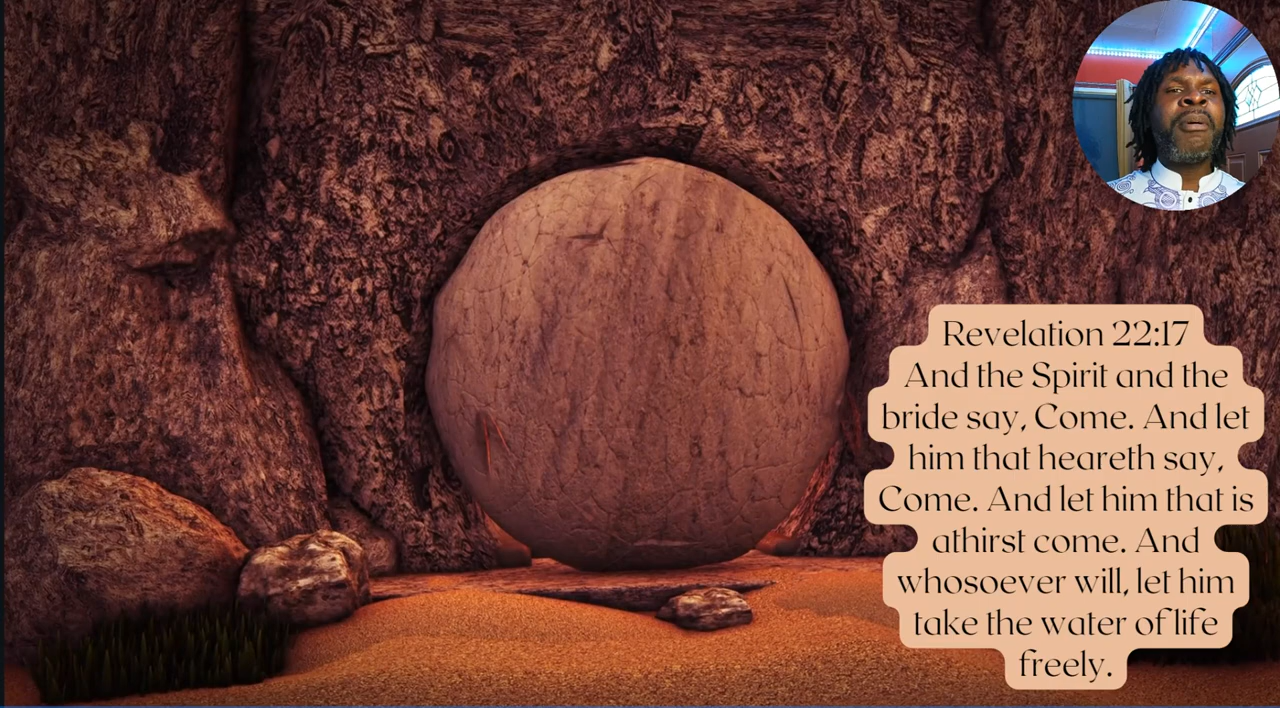 Revelation 22:17
And the Spirit and the
bride say, Come. And let
him that heareth say,
Come. And let him that is
athirst come. And
whosoever will, let him
take the water of life
freely.